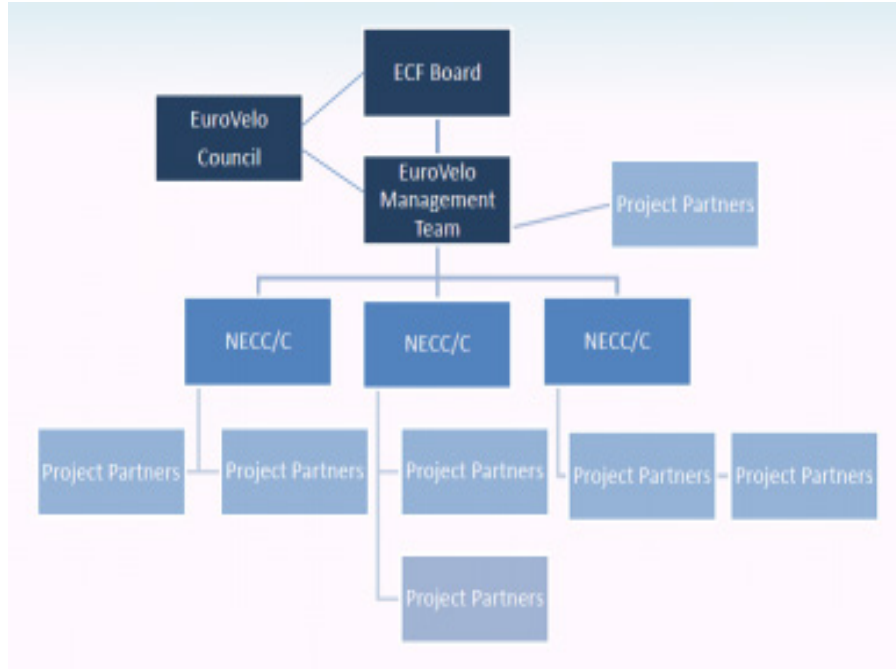 ECF Board
EuroVelo
Council
EuroVelo
Management
Team
Project Partners
NECC/C
NECC/C
NECC/C
Project Partners
Project Partners
Project Partners
Project Partners
Project Partners
Project Partners